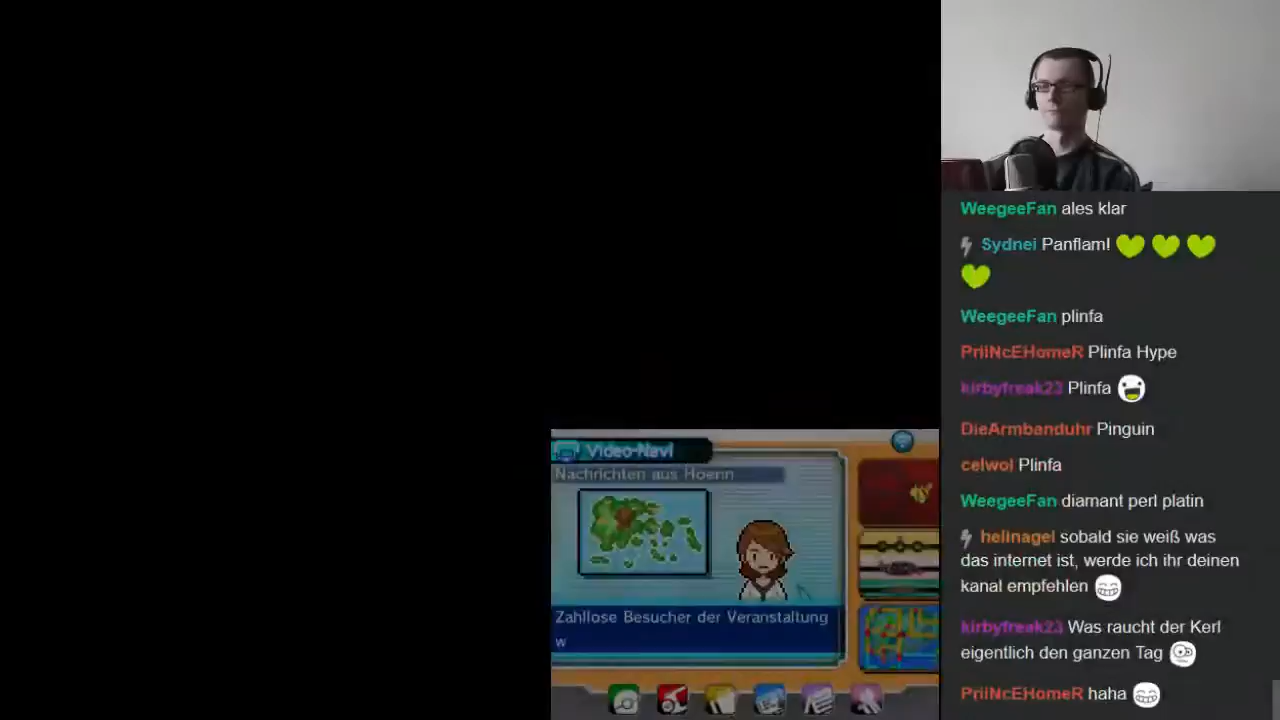 WeegeeFan ales klar
Sydnei Panflam!
WeegeeFan plinfa
PriiNcEHomeR Plinfa Hype
kirbyfreak23 Plinfa
DieArmbanduhr Pinguin
celwol Plinfa
WeegeeFan diamant perl platin
helinagel sobald sie weiß was
das internet ist, werde ich ihr deinen
kanal empfehlen
kirbyfreak23 Was raucht der Kerl
eigentlich den ganzen Tag
PriiNcEHomeR haha
Video-Navi
Nachrichten aus Hoenn
Zahllose Besucher der Veranstaltung
w